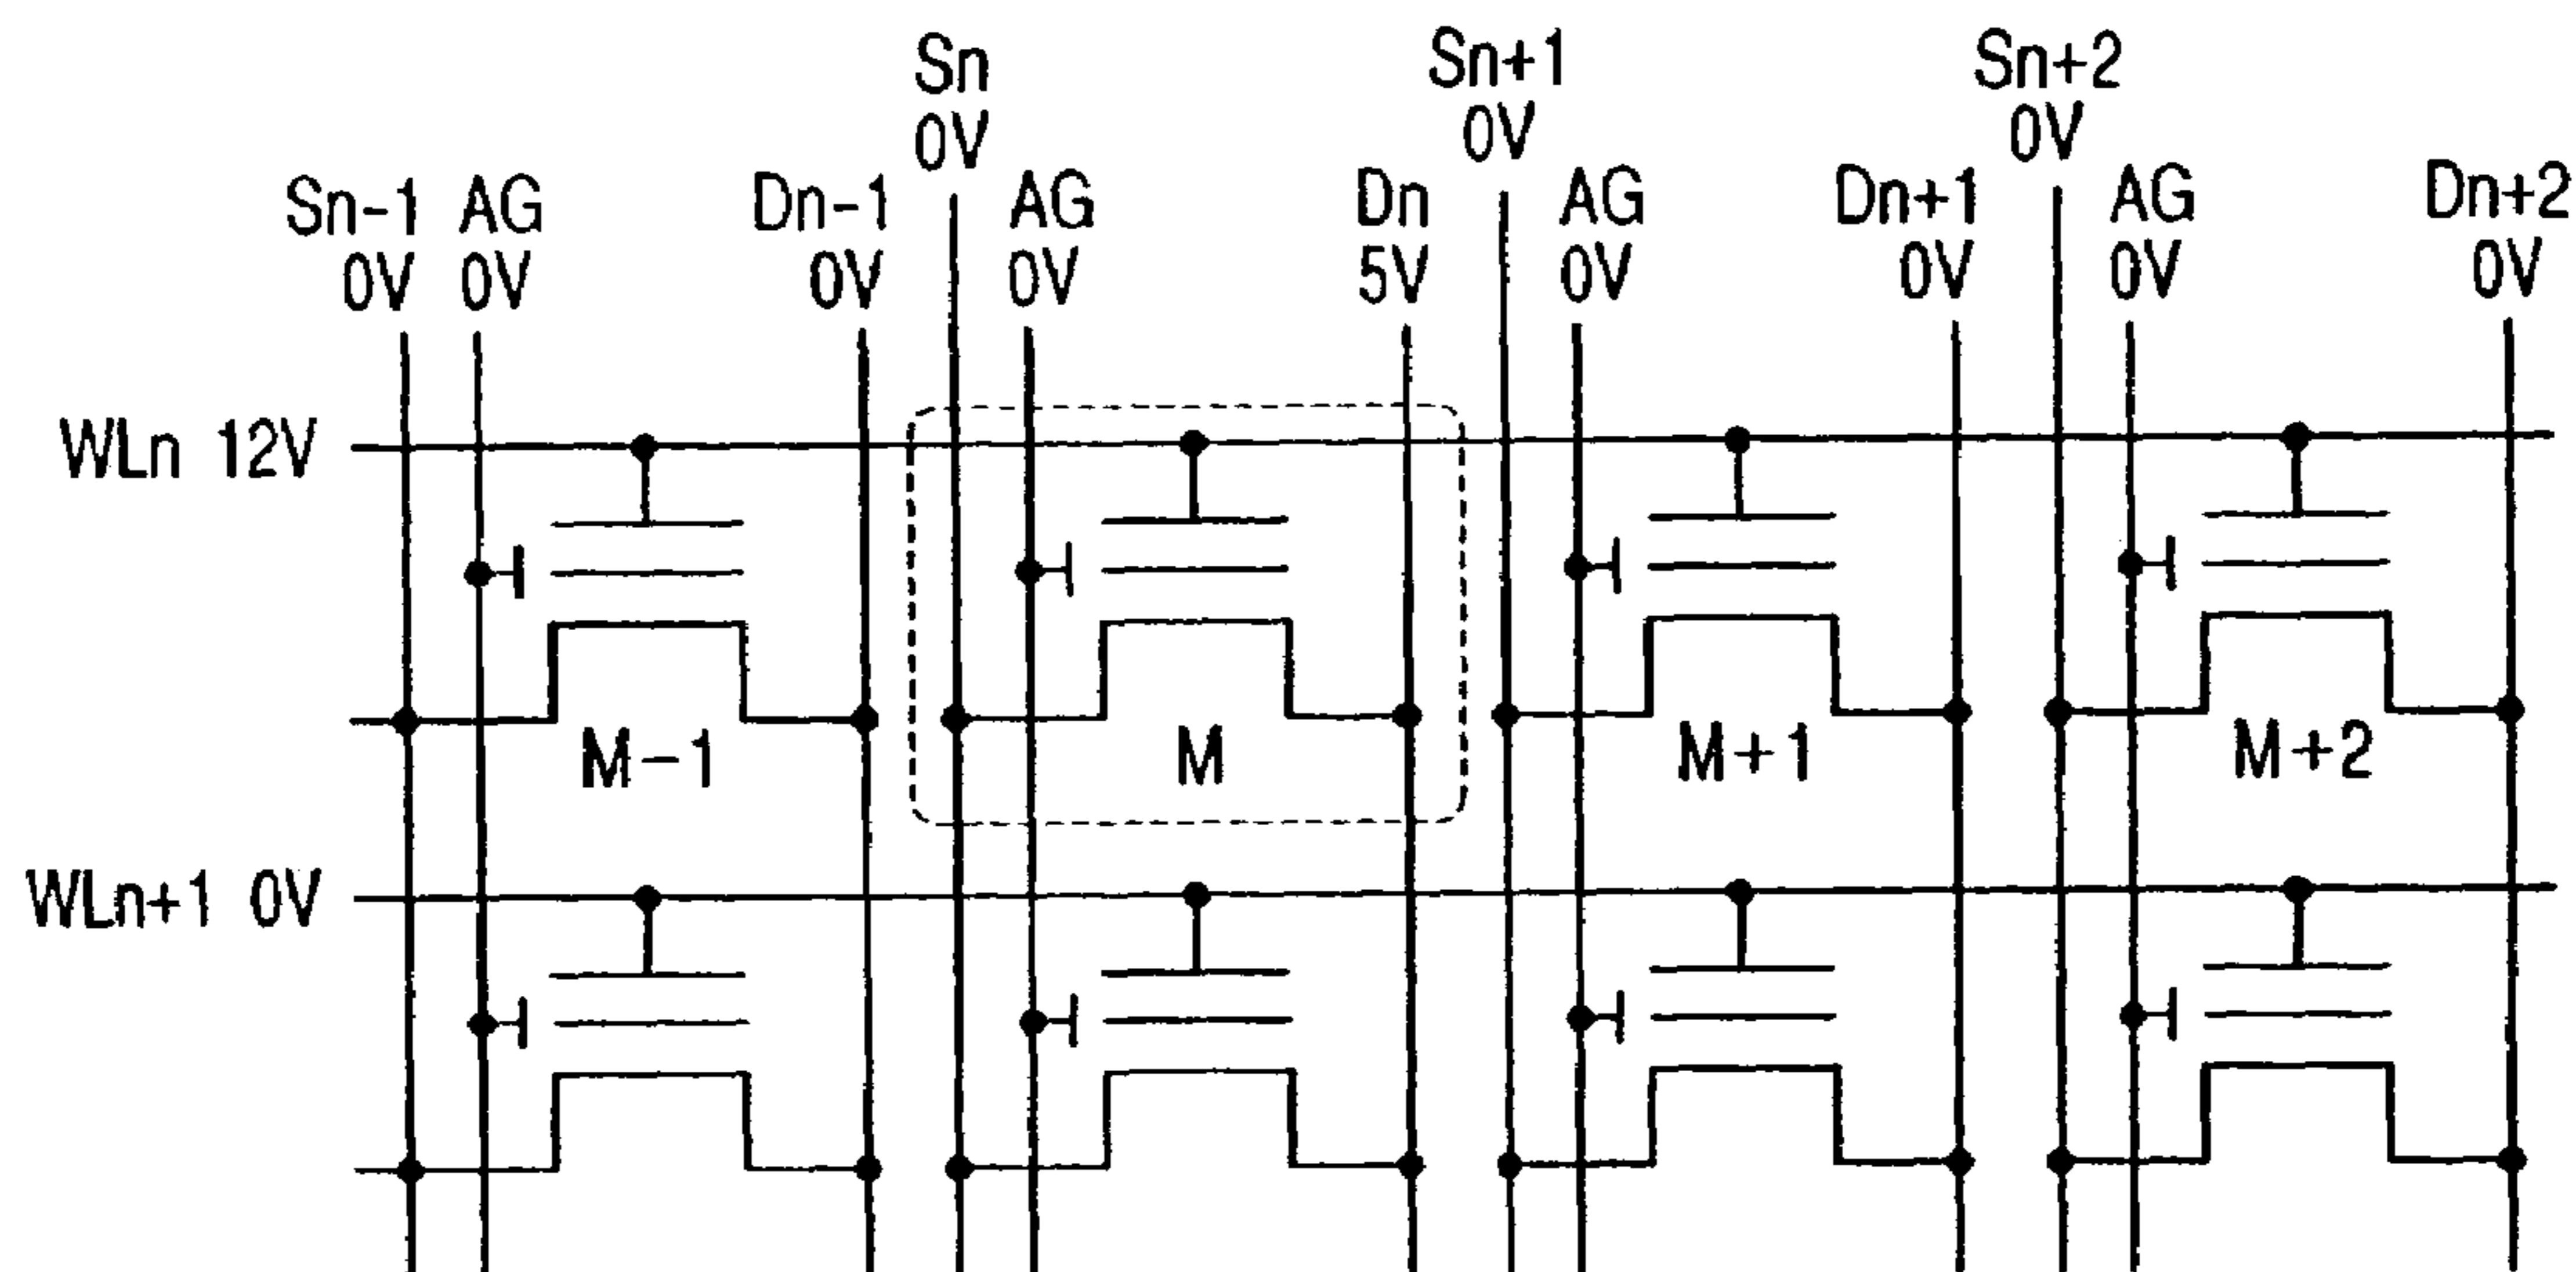 Sn
0V
Sn+1
0V
Sn+2
0V
Sn-1
0V
AG
0V
Dn-1
0V
AG
0V
Dn
5V
AG
0V
Dn+1
0V
AG
0V
Dn+2
0V
WLn 12V
M-1
M
M+1
M+2
WLn+1 0V